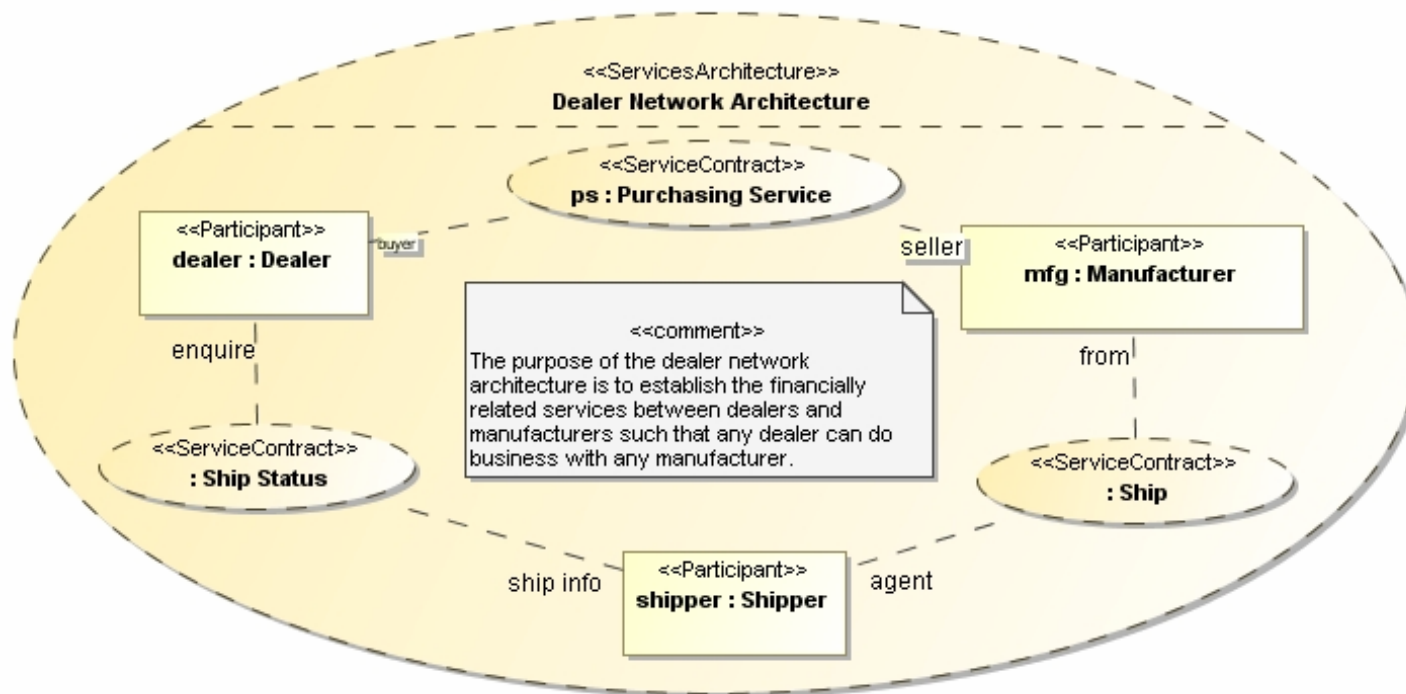 <<ServicesArchitecture>>
Dealer Network Architecture
<<ServiceContract>>
ps : Purchasing Service
<<Participant>>
dealer : Dealer
buyer
seller
<<Participant>>
mfg : Manufacturer
<<comment>>
The purpose of the dealer network
architecture is to establish the financially
related services between dealers and
manufacturers such that any dealer can do
business with any manufacturer.
enquire
from
<<ServiceContract>>
: Ship Status
<<ServiceContract>>
: Ship
ship info
<<Participant>>
shipper : Shipper
agent